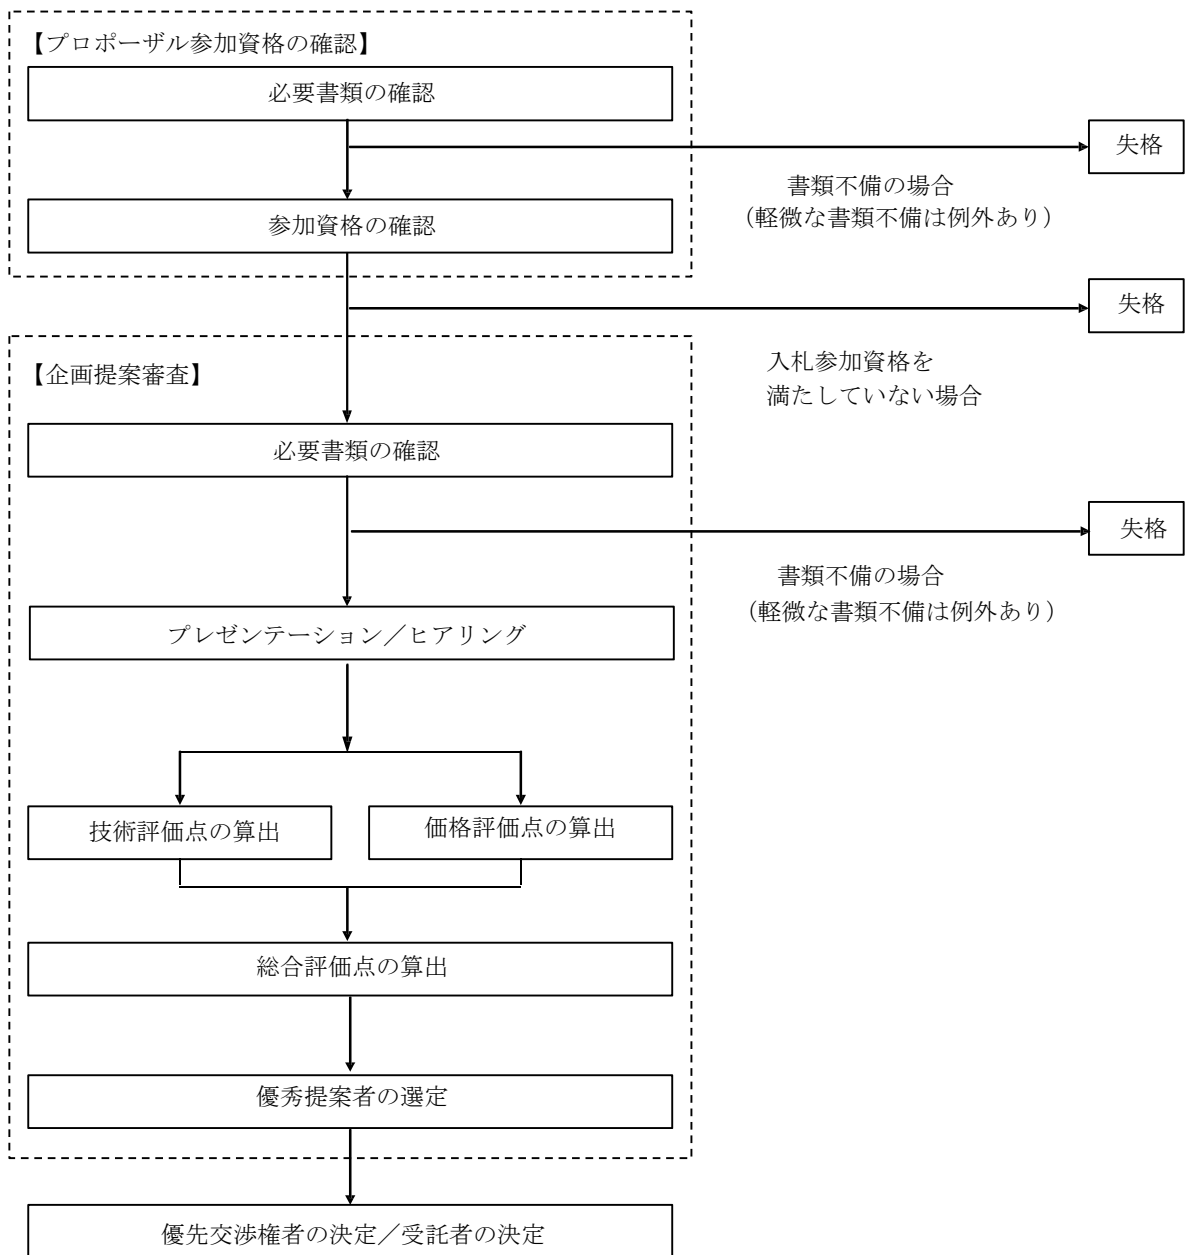 【プロポーザル参加資格の確認】
必要書類の確認
失格
書類不備の場合
（軽微な書類不備は例外あり）
参加資格の確認
失格
入札参加資格を
満たしていない場合
【企画提案審査】
必要書類の確認
失格
書類不備の場合
（軽微な書類不備は例外あり）
プレゼンテーション／ヒアリング
技術評価点の算出
価格評価点の算出
総合評価点の算出
優秀提案者の選定
優先交渉権者の決定／受託者の決定